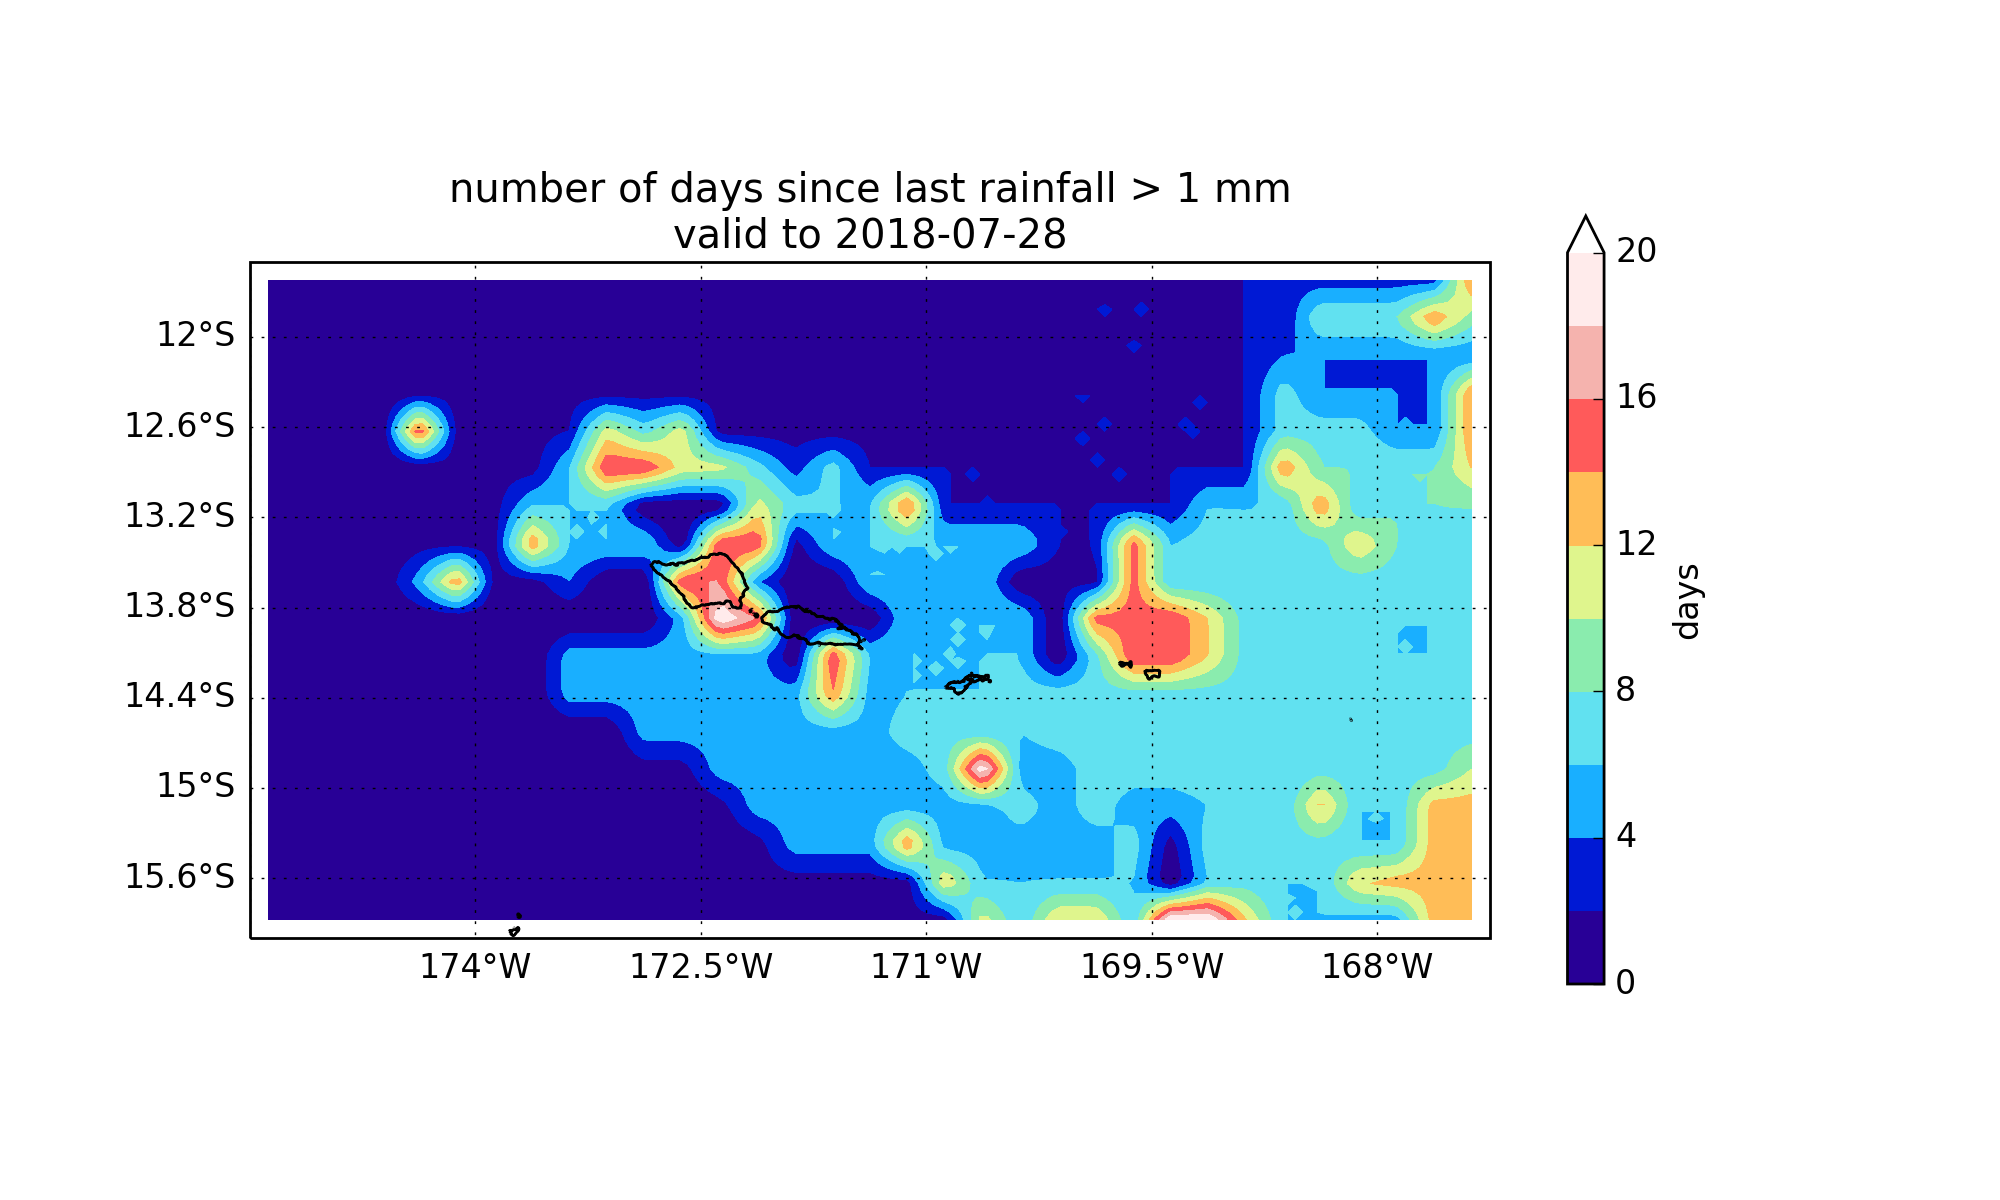 number of days since last rainfall > 1 mm
valid to 2018-07-28
12°S
12.6°S
13.2°S
13.8°S
14.4°S
15°S
15.6°S
174°W
172.5°W
171°W
169.5°W
168°W
20
16
12
8
4
0
days